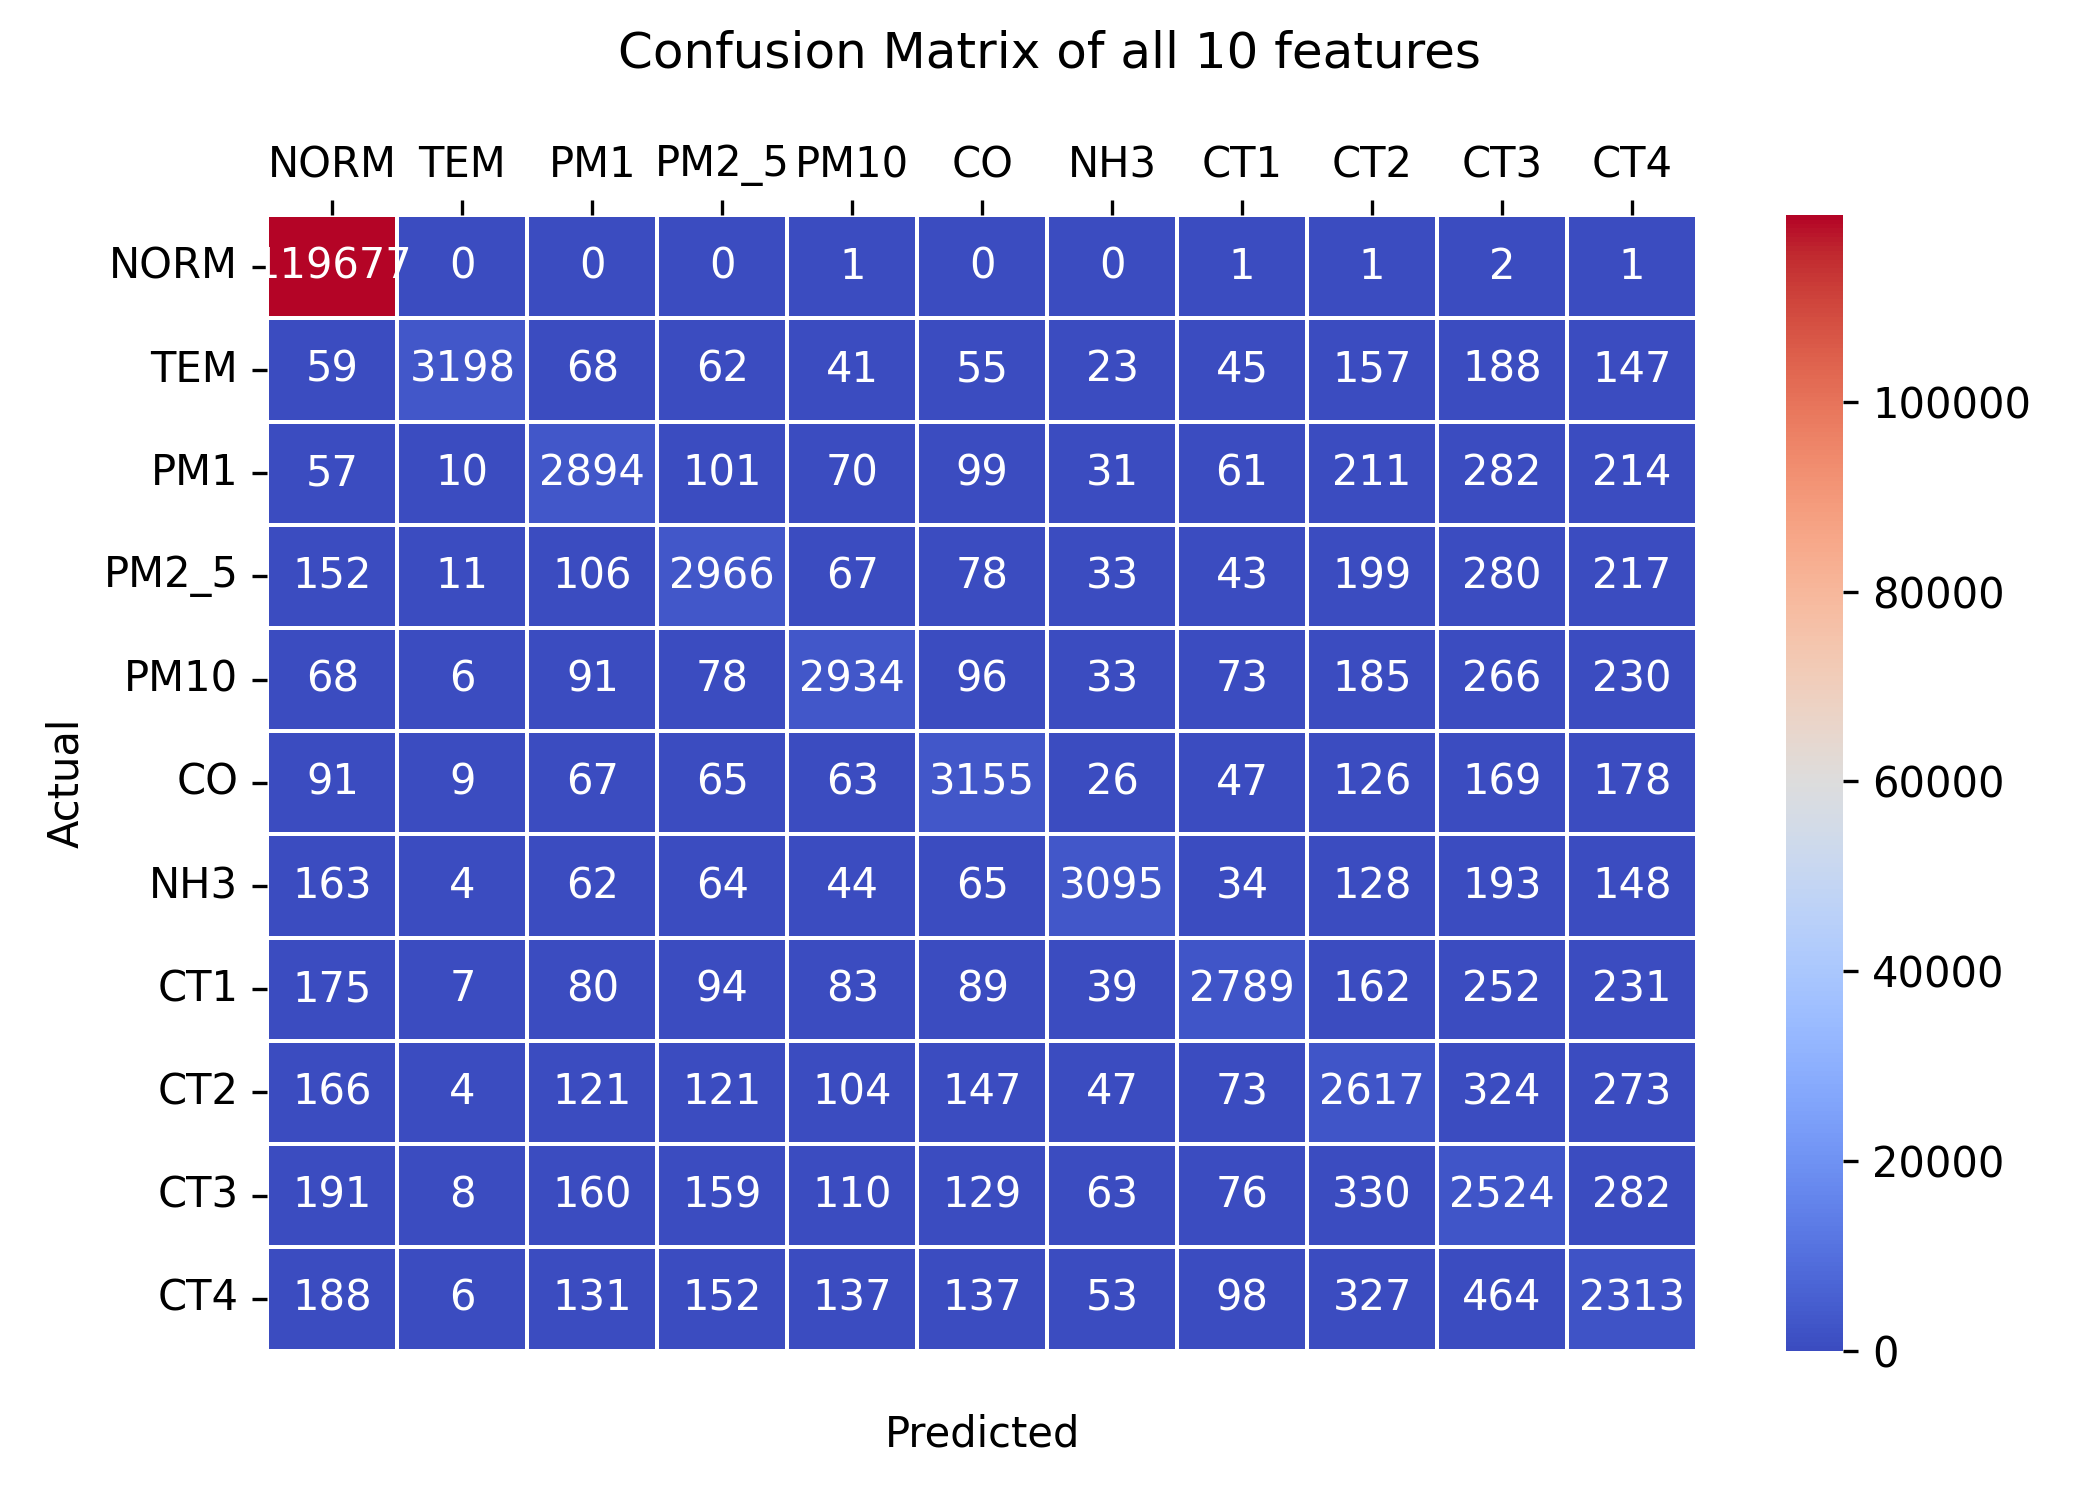 Confusion Matrix of all 10 features
NORM TEM PM1 PM2_5 PM10 CO NH3 CT1 CT2 CT3 CT4
NORM 119677 0 0 0 1 0 0 1 1 2 1
TEM 59 3198 68 62 41 55 23 45 157 188 147
PM1 57 10 2894 101 70 99 31 61 211 282 214
PM2_5 152 11 106 2966 67 78 33 43 199 280 217
PM10 68 6 91 78 2934 96 33 73 185 266 230
CO 91 9 67 65 63 3155 26 47 126 169 178
NH3 163 4 62 64 44 65 3095 34 128 193 148
CT1 175 7 80 94 83 89 39 2789 162 252 231
CT2 166 4 121 121 104 147 47 73 2617 324 273
CT3 191 8 160 159 110 129 63 76 330 2524 282
CT4 188 6 131 152 137 137 53 98 327 464 2313
Actual
Predicted
100000
80000
60000
40000
20000
0